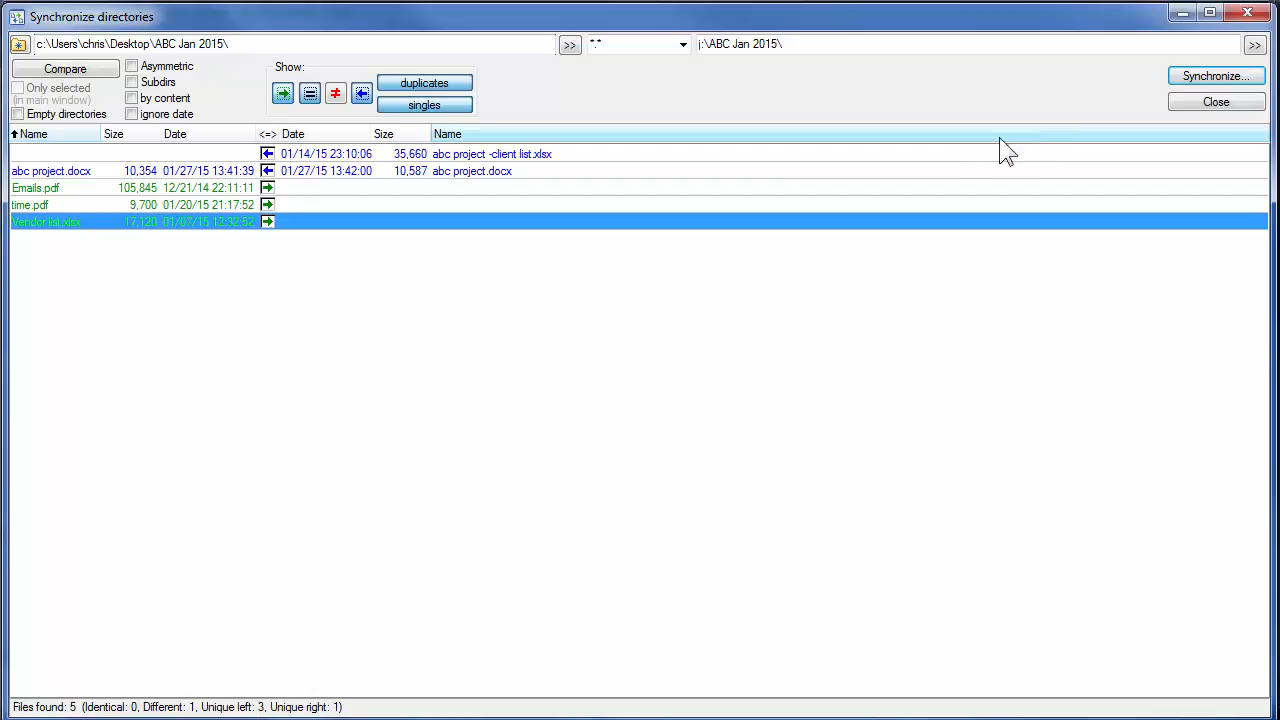 Synchronize directories
c:\Users\chris\Desktop\ABC Jan 2015\ >> *.* j:\ABC Jan 2015\ >>
Compare Asymmetric Show: Synchronize...
Only selected Subdirs duplicates
(in main window) by content singles Close
Empty directories ignore date
Name Size Date <=> Date Size Name
01/14/15 23:10:06 35,660 abc project -client list.xlsx
abc project.docx 10,354 01/27/15 13:41:39 01/27/15 13:42:00 10,587 abc project.docx
Emails.pdf 105,845 12/21/14 22:11:11
time.pdf 9,700 01/20/15 21:17:52
Vendor list.xlsx 17,120 01/07/15 12:32:52
Files found: 5 (Identical: 0, Different: 1, Unique left: 3, Unique right: 1)